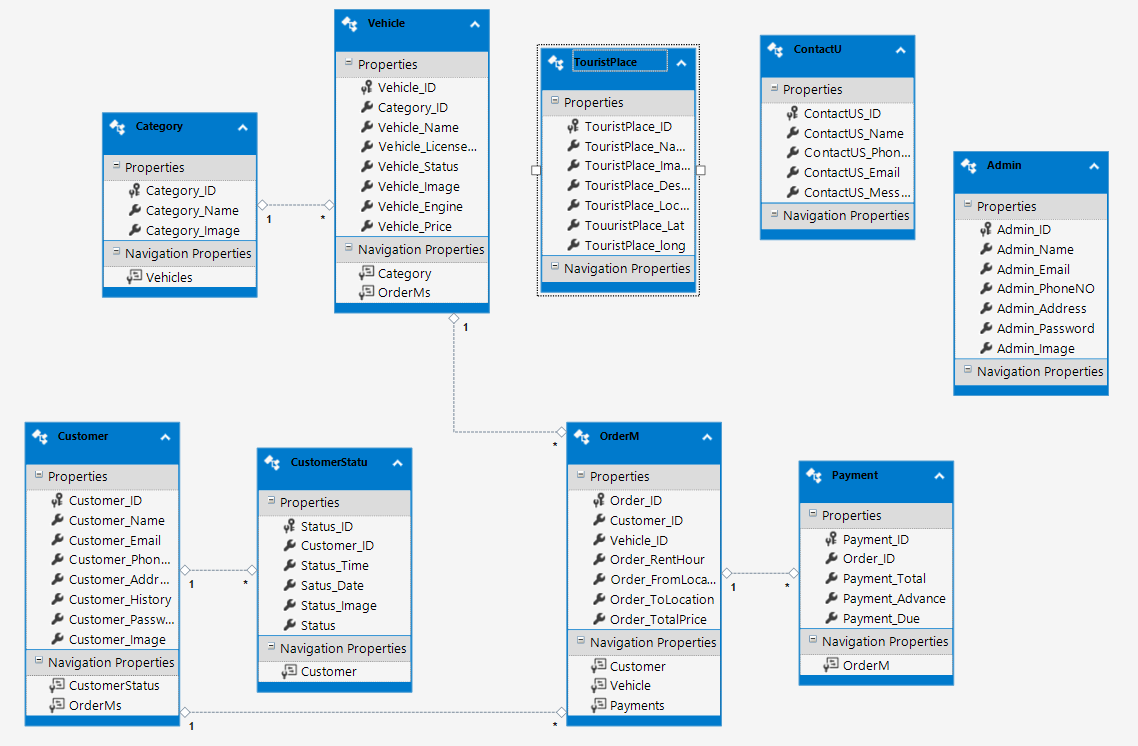 Vehicle
Properties
Vehicle_ID
Category_ID
Vehicle_Name
Vehicle_License...
Vehicle_Status
Vehicle_Image
Vehicle_Engine
Vehicle_Price
Navigation Properties
Category
OrderMs
TouristPlace
Properties
TouristPlace_ID
TouristPlace_Na...
TouristPlace_Ima...
TouristPlace_Des...
TouristPlace_Loc...
TouuristPlace_Lat
TouristPlace_long
Navigation Properties
ContactU
Properties
ContactUS_ID
ContactUS_Name
ContactUS_Phon...
ContactUS_Email
ContactUS_Mess...
Navigation Properties
Category
Properties
Category_ID
Category_Name
Category_Image
Navigation Properties
Vehicles
1
*
Admin
Properties
Admin_ID
Admin_Name
Admin_Email
Admin_PhoneNO
Admin_Address
Admin_Password
Admin_Image
Navigation Properties
1
*
Customer
Properties
Customer_ID
Customer_Name
Customer_Email
Customer_Phon...
Customer_Addr...
Customer_History
Customer_Passw...
Customer_Image
Navigation Properties
CustomerStatus
OrderMs
1
*
CustomerStatu
Properties
Status_ID
Customer_ID
Status_Time
Satus_Date
Status_Image
Status
Navigation Properties
Customer
OrderM
Properties
Order_ID
Customer_ID
Vehicle_ID
Order_RentHour
Order_FromLoca...
Order_ToLocation
Order_TotalPrice
Navigation Properties
Customer
Vehicle
Payments
1
*
Payment
Properties
Payment_ID
Order_ID
Payment_Total
Payment_Advance
Payment_Due
Navigation Properties
OrderM
1
*